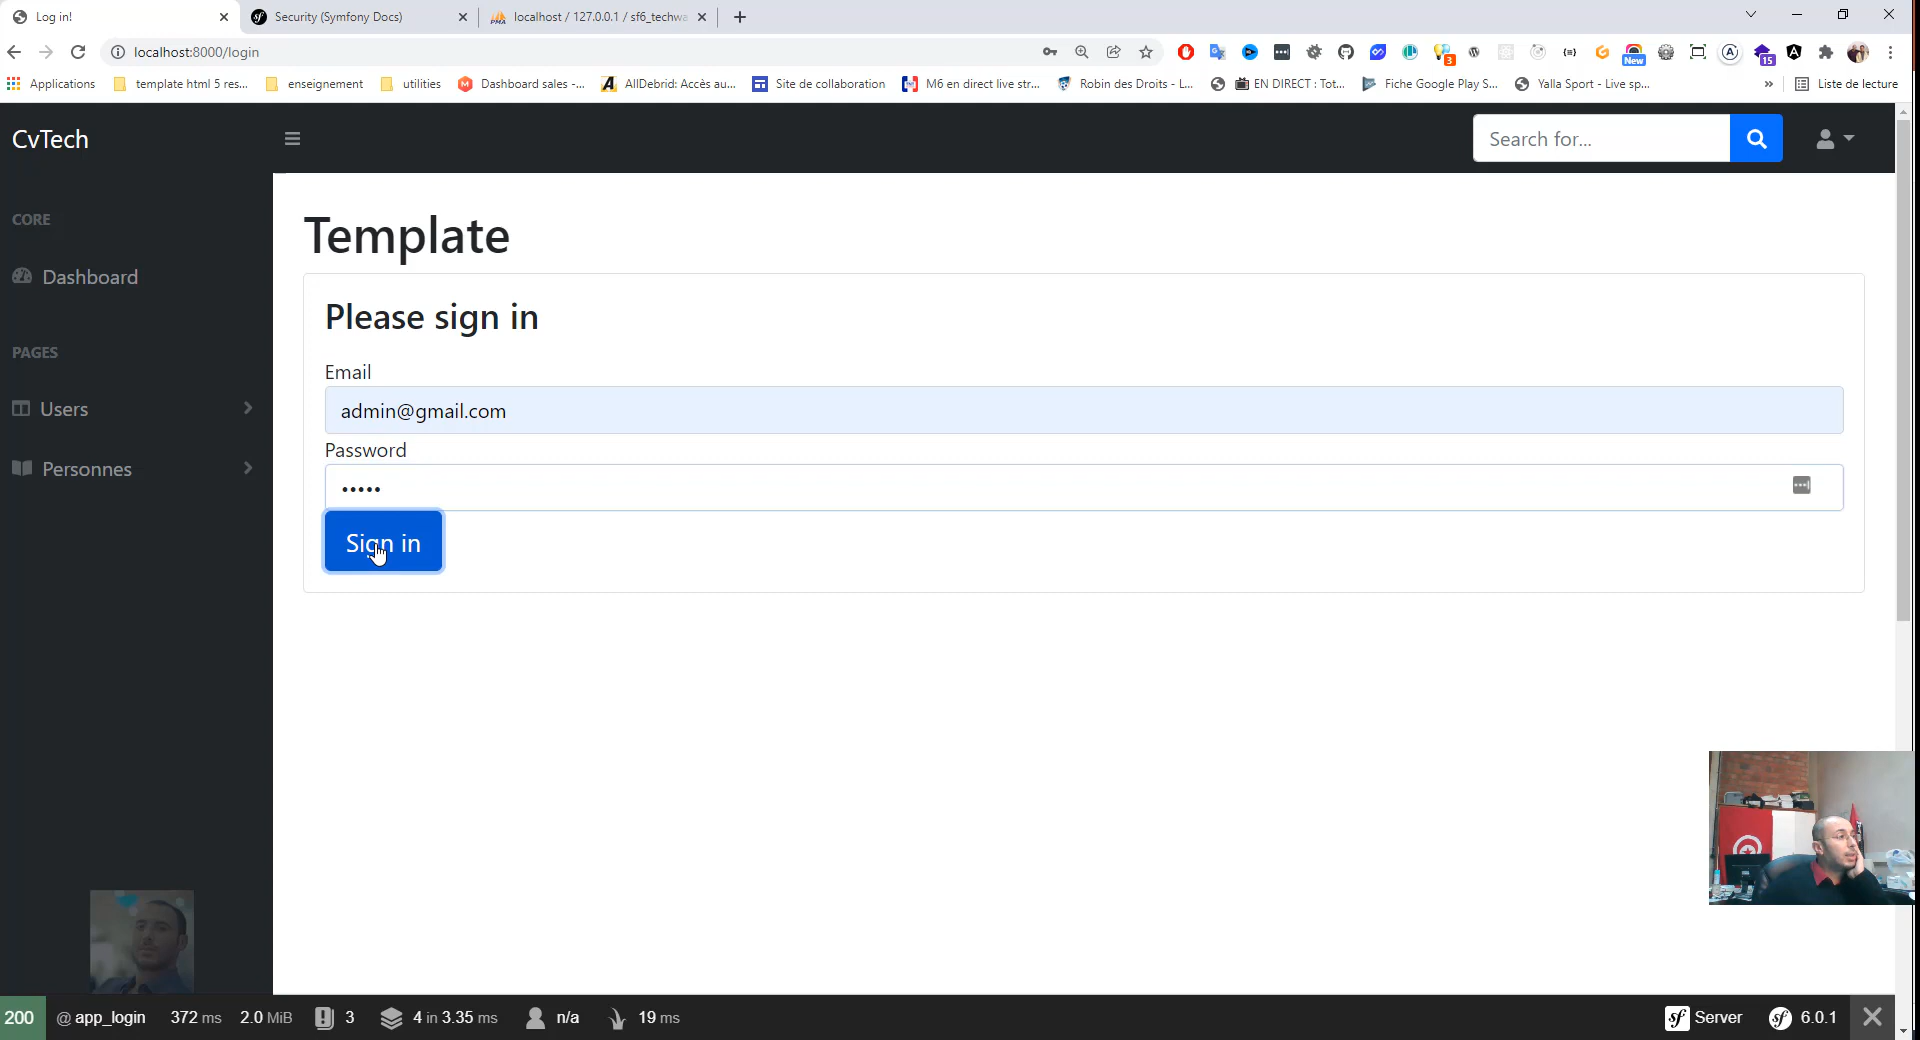 Log in!
Security (Symfony Docs)
localhost / 127.0.0.1 / sf6_techwa
localhost:8000/login
3
New
15
Applications
template html 5 res...
enseignement
utilities
Dashboard sales -...
AllDebrid: Accès au...
Site de collaboration
M6 en direct live str...
Robin des Droits - L...
EN DIRECT : Tot...
Fiche Google Play S...
Yalla Sport - Live sp...
»
Liste de lecture
CvTech
Search for...
CORE
Dashboard
PAGES
Users
Personnes
Template
Please sign in
Email
admin@gmail.com
Password
•••••
Sign in
200
@ app_login
372 ms
2.0 MiB
3
4 in 3.35 ms
n/a
19 ms
Server
6.0.1